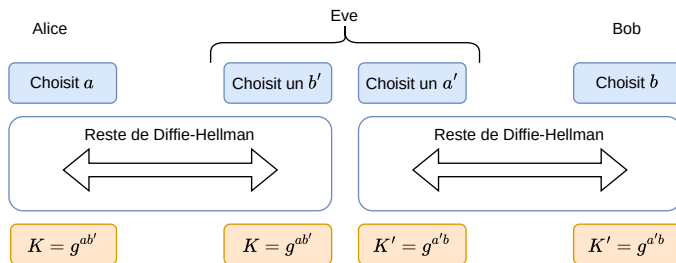 Eve
Alice
Bob
Choisit a
Choisit un b′
Choisit un a′
Choisit b
Reste de Diffie-Hellman
Reste de Diffie-Hellman
K = g^{ab′}
K = g^{ab′}
K′ = g^{a′b}
K′ = g^{a′b}